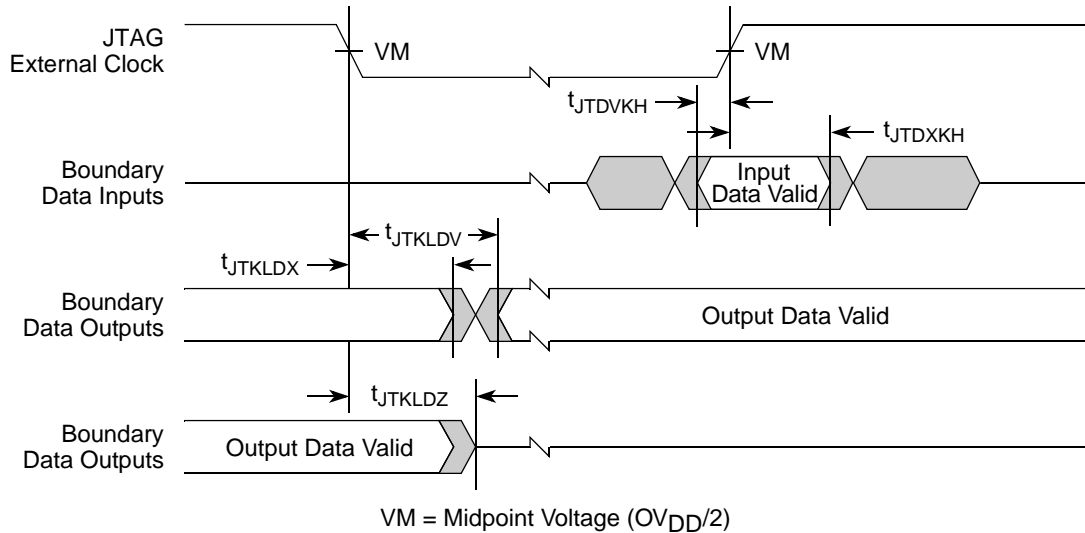 JTAG
External Clock
VM
VM
tJTDVKH
tJTDXKH
Boundary
Data Inputs
Input
Data Valid
tJTKLDV
tJTKLDX
Boundary
Data Outputs
Output Data Valid
tJTKLDZ
Boundary
Data Outputs
Output Data Valid
VM = Midpoint Voltage (OVDD/2)